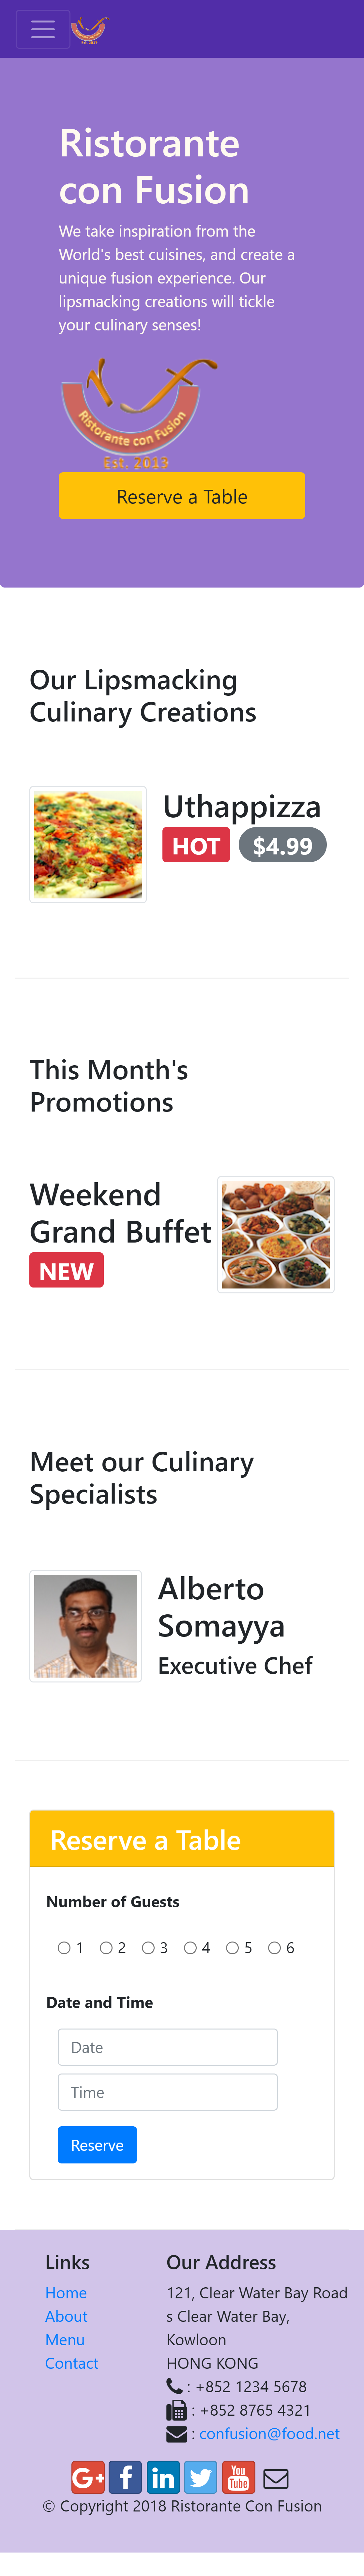 EST. 2013
Ristorante
con Fusion
We take inspiration from the
World's best cuisines, and create a
unique fusion experience. Our
lipsmacking creations will tickle
your culinary senses!
Ristorante con Fusion
Est. 2013
Reserve a Table
Our Lipsmacking
Culinary Creations
Uthappizza
HOT $4.99
This Month's
Promotions
Weekend
Grand Buffet
NEW
Meet our Culinary
Specialists
Alberto
Somayya
Executive Chef
Reserve a Table
Number of Guests
1 2 3 4 5 6
Date and Time
Date
Time
Reserve
Links
Home
About
Menu
Contact
Our Address
121, Clear Water Bay Road
s Clear Water Bay,
Kowloon
HONG KONG
: +852 1234 5678
: +852 8765 4321
: confusion@food.net
G+ f in You Tube
© Copyright 2018 Ristorante Con Fusion